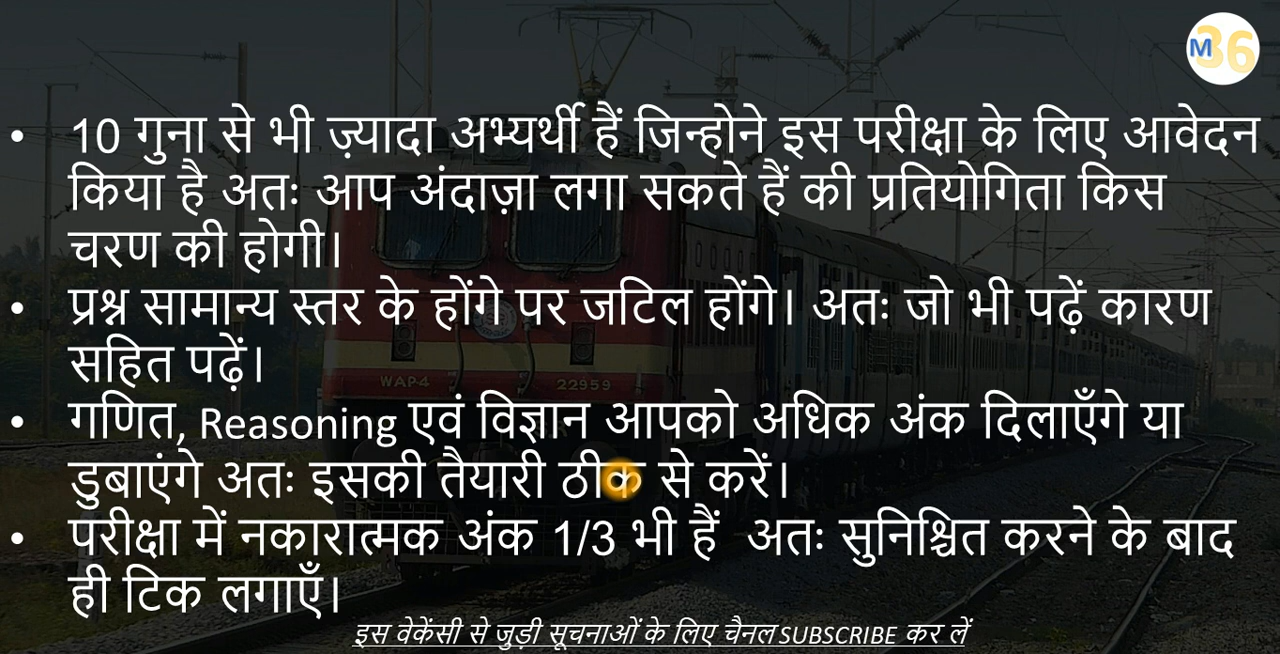 M36
• 10 गुना से भी ज़्यादा अभ्यर्थी हैं जिन्होने इस परीक्षा के लिए आवेदन
किया है अतः आप अंदाज़ा लगा सकते हैं की प्रतियोगिता किस
चरण की होगी।
• प्रश्न सामान्य स्तर के होंगे पर जटिल होंगे। अतः जो भी पढ़ें कारण
सहित पढ़ें।
WAP4 22959
• गणित, Reasoning एवं विज्ञान आपको अधिक अंक दिलाएँगे या
डुबाएंगे अतः इसकी तैयारी ठीक से करें।
• परीक्षा में नकारात्मक अंक 1/3 भी हैं अतः सुनिश्चित करने के बाद
ही टिक लगाएँ।
इस वेकेंसी से जुड़ी सूचनाओं के लिए चैनल SUBSCRIBE कर लें